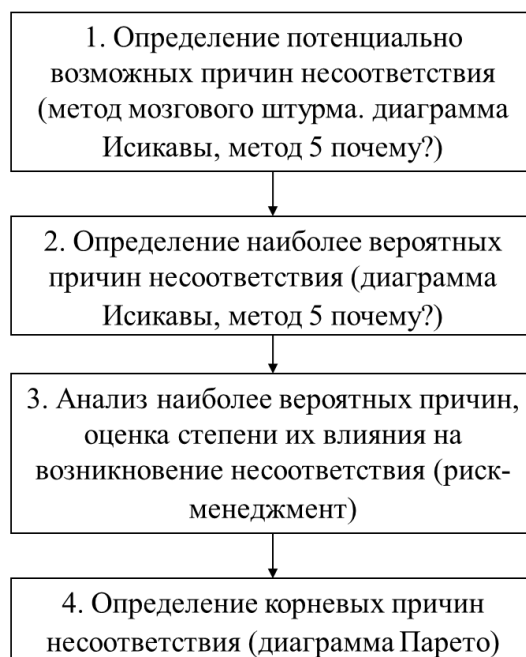 1. Определение потенциально
возможных причин несоответствия
(метод мозгового штурма. диаграмма
Исикавы, метод 5 почему?)
2. Определение наиболее вероятных
причин несоответствия (диаграмма
Исикавы, метод 5 почему?)
3. Анализ наиболее вероятных причин,
оценка степени их влияния на
возникновение несоответствия (риск-
менеджмент)
4. Определение корневых причин
несоответствия (диаграмма Парето)